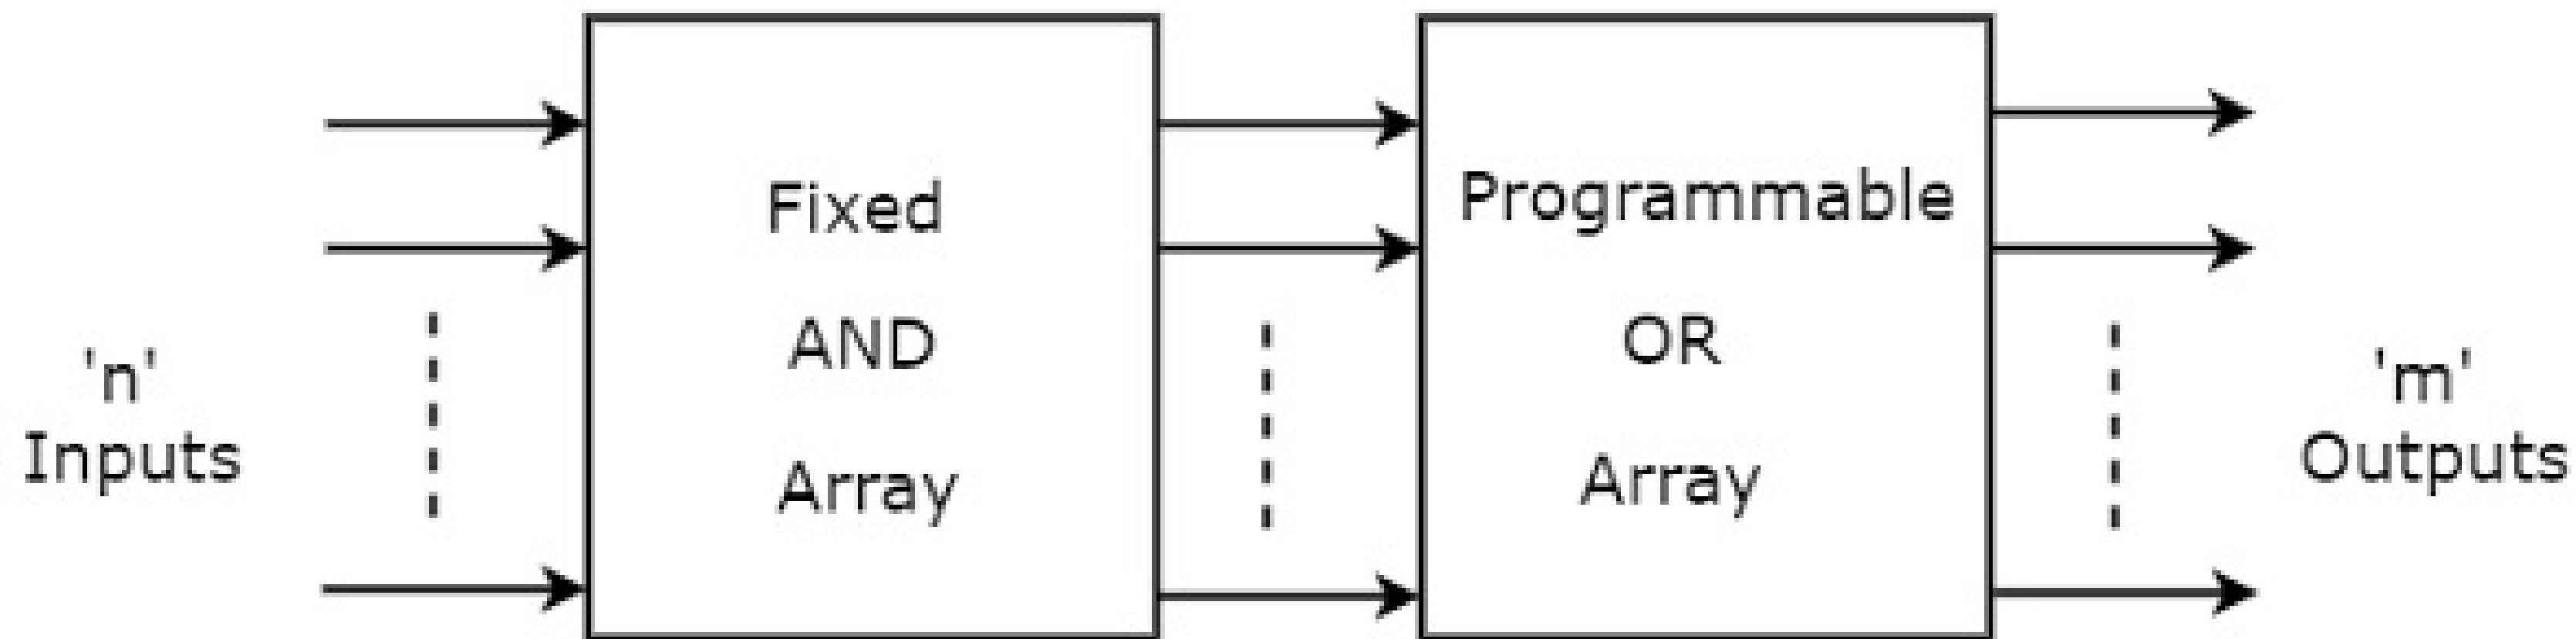 'n'
Inputs
Fixed
AND
Array
Programmable
OR
Array
'm'
Outputs